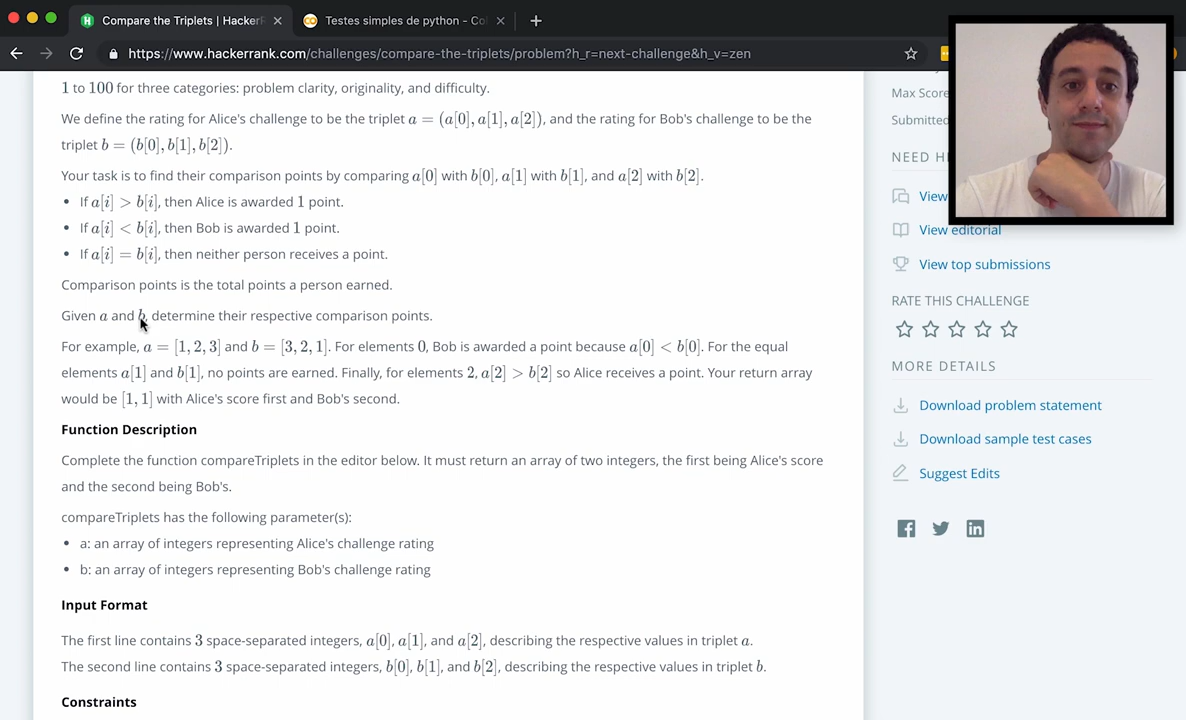 Compare the Triplets | HackerR
Testes simples de python - Co
https://www.hackerrank.com/challenges/compare-the-triplets/problem?h_r=next-challenge&h_v=zen
1 to 100 for three categories: problem clarity, originality, and difficulty.
We define the rating for Alice's challenge to be the triplet a = (a[0], a[1], a[2]), and the rating for Bob's challenge to be the
triplet b = (b[0], b[1], b[2]).
Your task is to find their comparison points by comparing a[0] with b[0], a[1] with b[1], and a[2] with b[2].
• If a[i] > b[i], then Alice is awarded 1 point.
• If a[i] < b[i], then Bob is awarded 1 point.
• If a[i] = b[i], then neither person receives a point.
Comparison points is the total points a person earned.
Given a and b, determine their respective comparison points.
For example, a = [1, 2, 3] and b = [3, 2, 1]. For elements 0, Bob is awarded a point because a[0] < b[0]. For the equal
elements a[1] and b[1], no points are earned. Finally, for elements 2, a[2] > b[2] so Alice receives a point. Your return array
would be [1, 1] with Alice's score first and Bob's second.
Function Description
Complete the function compareTriplets in the editor below. It must return an array of two integers, the first being Alice's score
and the second being Bob's.
compareTriplets has the following parameter(s):
• a: an array of integers representing Alice's challenge rating
• b: an array of integers representing Bob's challenge rating
Input Format
The first line contains 3 space-separated integers, a[0], a[1], and a[2], describing the respective values in triplet a.
The second line contains 3 space-separated integers, b[0], b[1], and b[2], describing the respective values in triplet b.
Constraints
Max Score
Submitted
NEED HE
View
View editorial
View top submissions
RATE THIS CHALLENGE
MORE DETAILS
Download problem statement
Download sample test cases
Suggest Edits